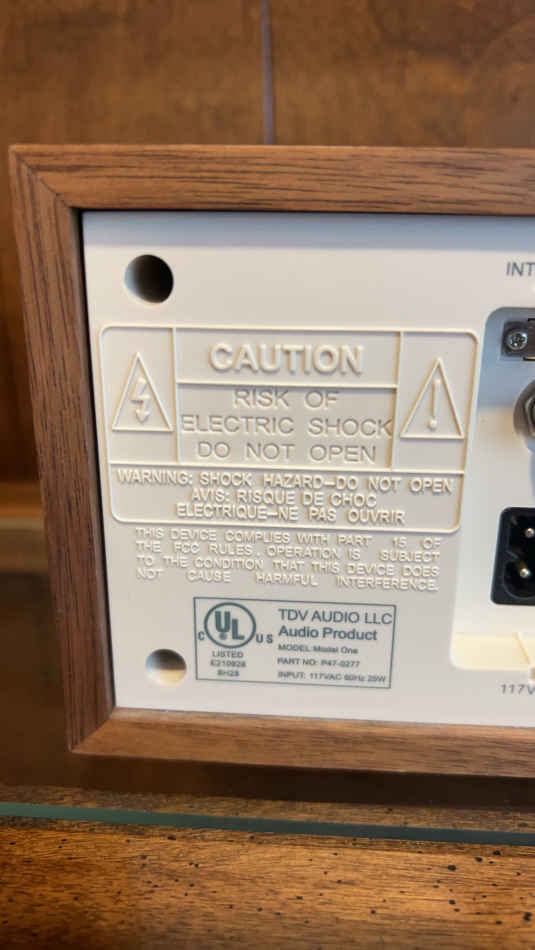 INT
CAUTION
RISK OF
ELECTRIC SHOCK
DO NOT OPEN
WARNING: SHOCK HAZARD—DO NOT OPEN
AVIS: RISQUE DE CHOC
ELECTRIQUE—NE PAS OUVRIR
THIS DEVICE COMPLIES WITH PART 15 OF
THE FCC RULES. OPERATION IS SUBJECT
TO THE CONDITION THAT THIS DEVICE DOES
NOT CAUSE HARMFUL INTERFERENCE.
C UL US
LISTED
E210928
8H28
TDV AUDIO LLC
Audio Product
MODEL: Model One
PART NO: P47-0277
INPUT: 117VAC 60Hz 25W
117V